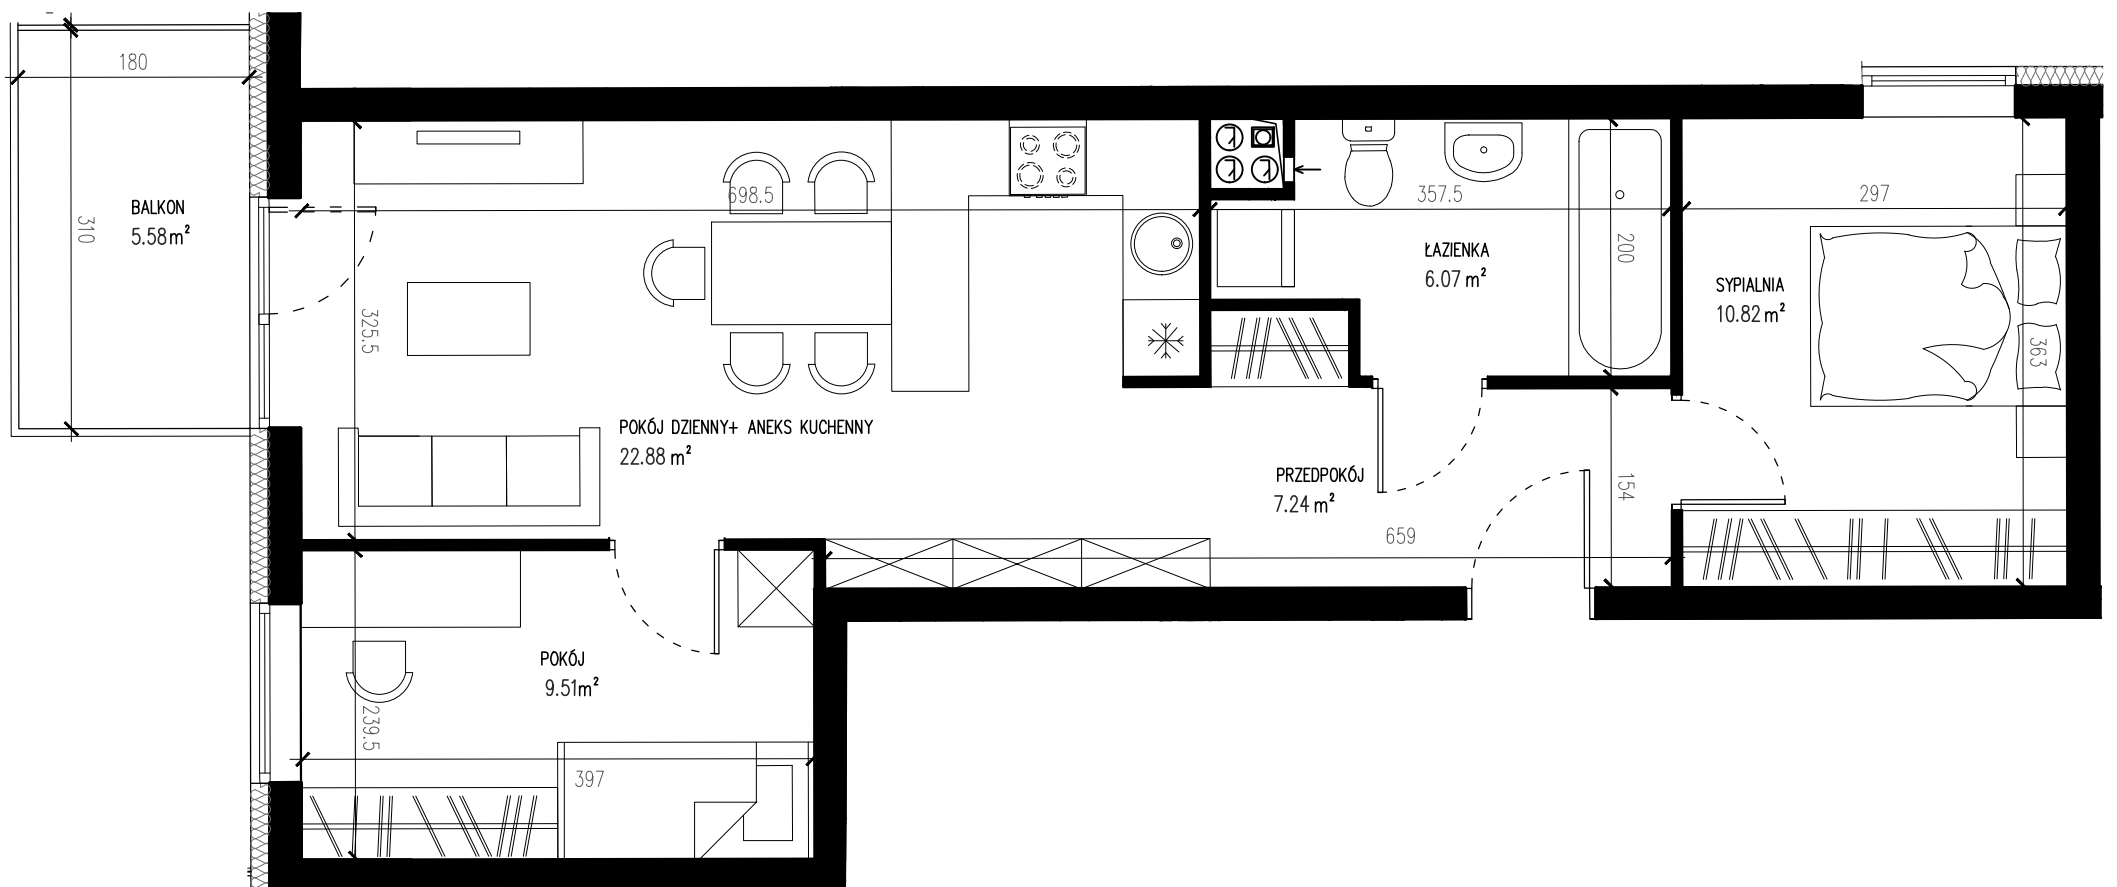 180
BALKON
5.58m²
310
698.5
325.5
POKÓJ DZIENNY+ ANEKS KUCHENNY
22.88 m²
357.5
200
ŁAZIENKA
6.07 m²
297
SYPIALNIA
10.82 m²
363
PRZEDPOKÓJ
7.24 m²
154
659
POKÓJ
9.51m²
239.5
397